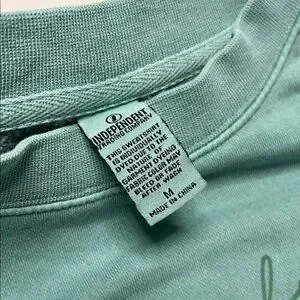 INDEPENDENT
TRADING COMPANY
THIS SWEATSHIRT
IS INDIVIDUALLY
DYED DUE TO THE
NATURE OF
GARMENT DYEING
FABRIC COLOR MAY
BLEED OR FADE
AFTER WASH
M
MADE IN CHINA